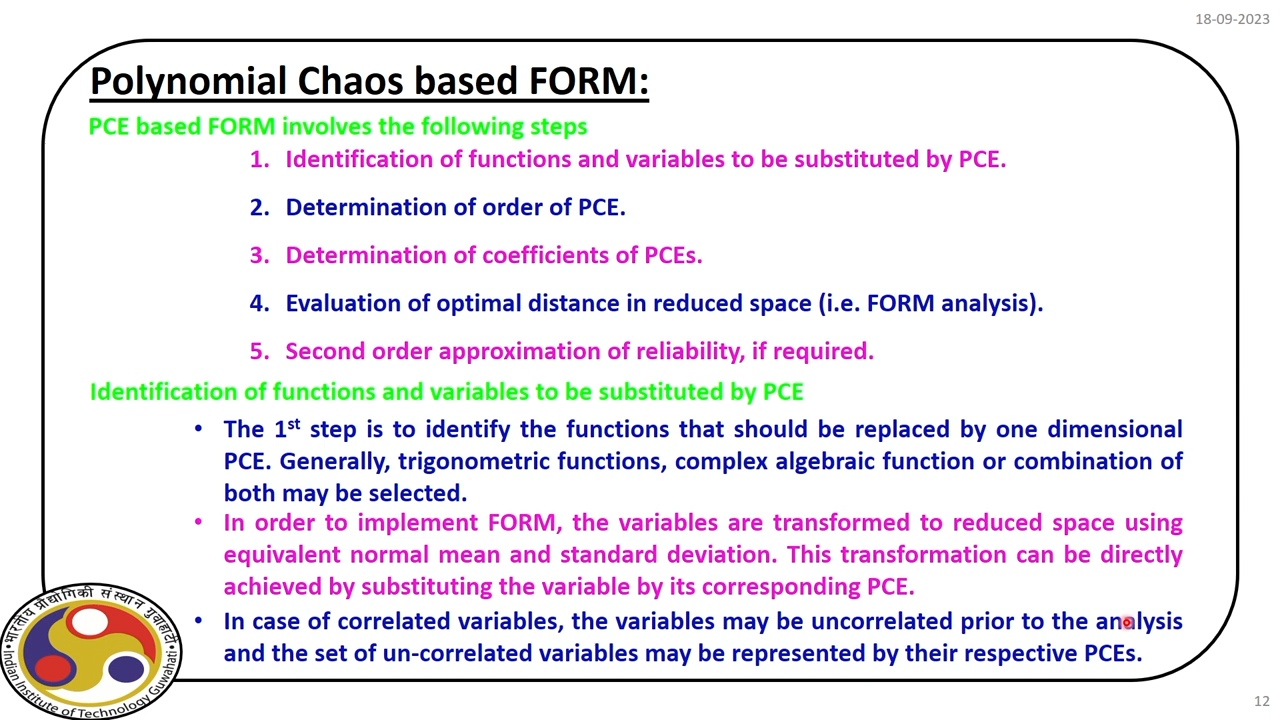 18-09-2023
Polynomial Chaos based FORM:
PCE based FORM involves the following steps
1. Identification of functions and variables to be substituted by PCE.
2. Determination of order of PCE.
3. Determination of coefficients of PCEs.
4. Evaluation of optimal distance in reduced space (i.e. FORM analysis).
5. Second order approximation of reliability, if required.
Identification of functions and variables to be substituted by PCE
• The 1st step is to identify the functions that should be replaced by one dimensional
PCE. Generally, trigonometric functions, complex algebraic function or combination of
both may be selected.
• In order to implement FORM, the variables are transformed to reduced space using
equivalent normal mean and standard deviation. This transformation can be directly
achieved by substituting the variable by its corresponding PCE.
• In case of correlated variables, the variables may be uncorrelated prior to the analysis
and the set of un-correlated variables may be represented by their respective PCEs.
भारतीय प्रौद्योगिकी संस्थान गुवाहाटी
Indian Institute of Technology Guwahati
12